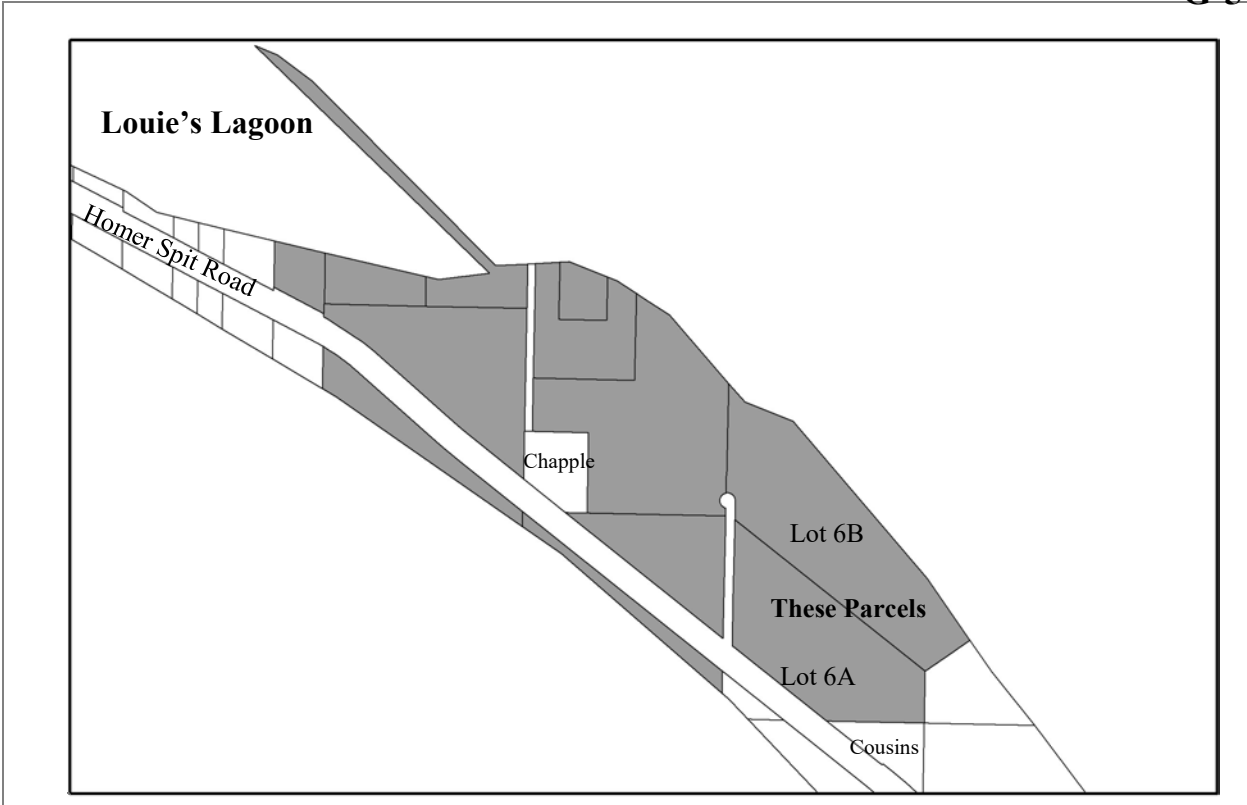 Louie’s Lagoon
Homer Spit Road
Chapple
Lot 6B
These Parcels
Lot 6A
Cousins